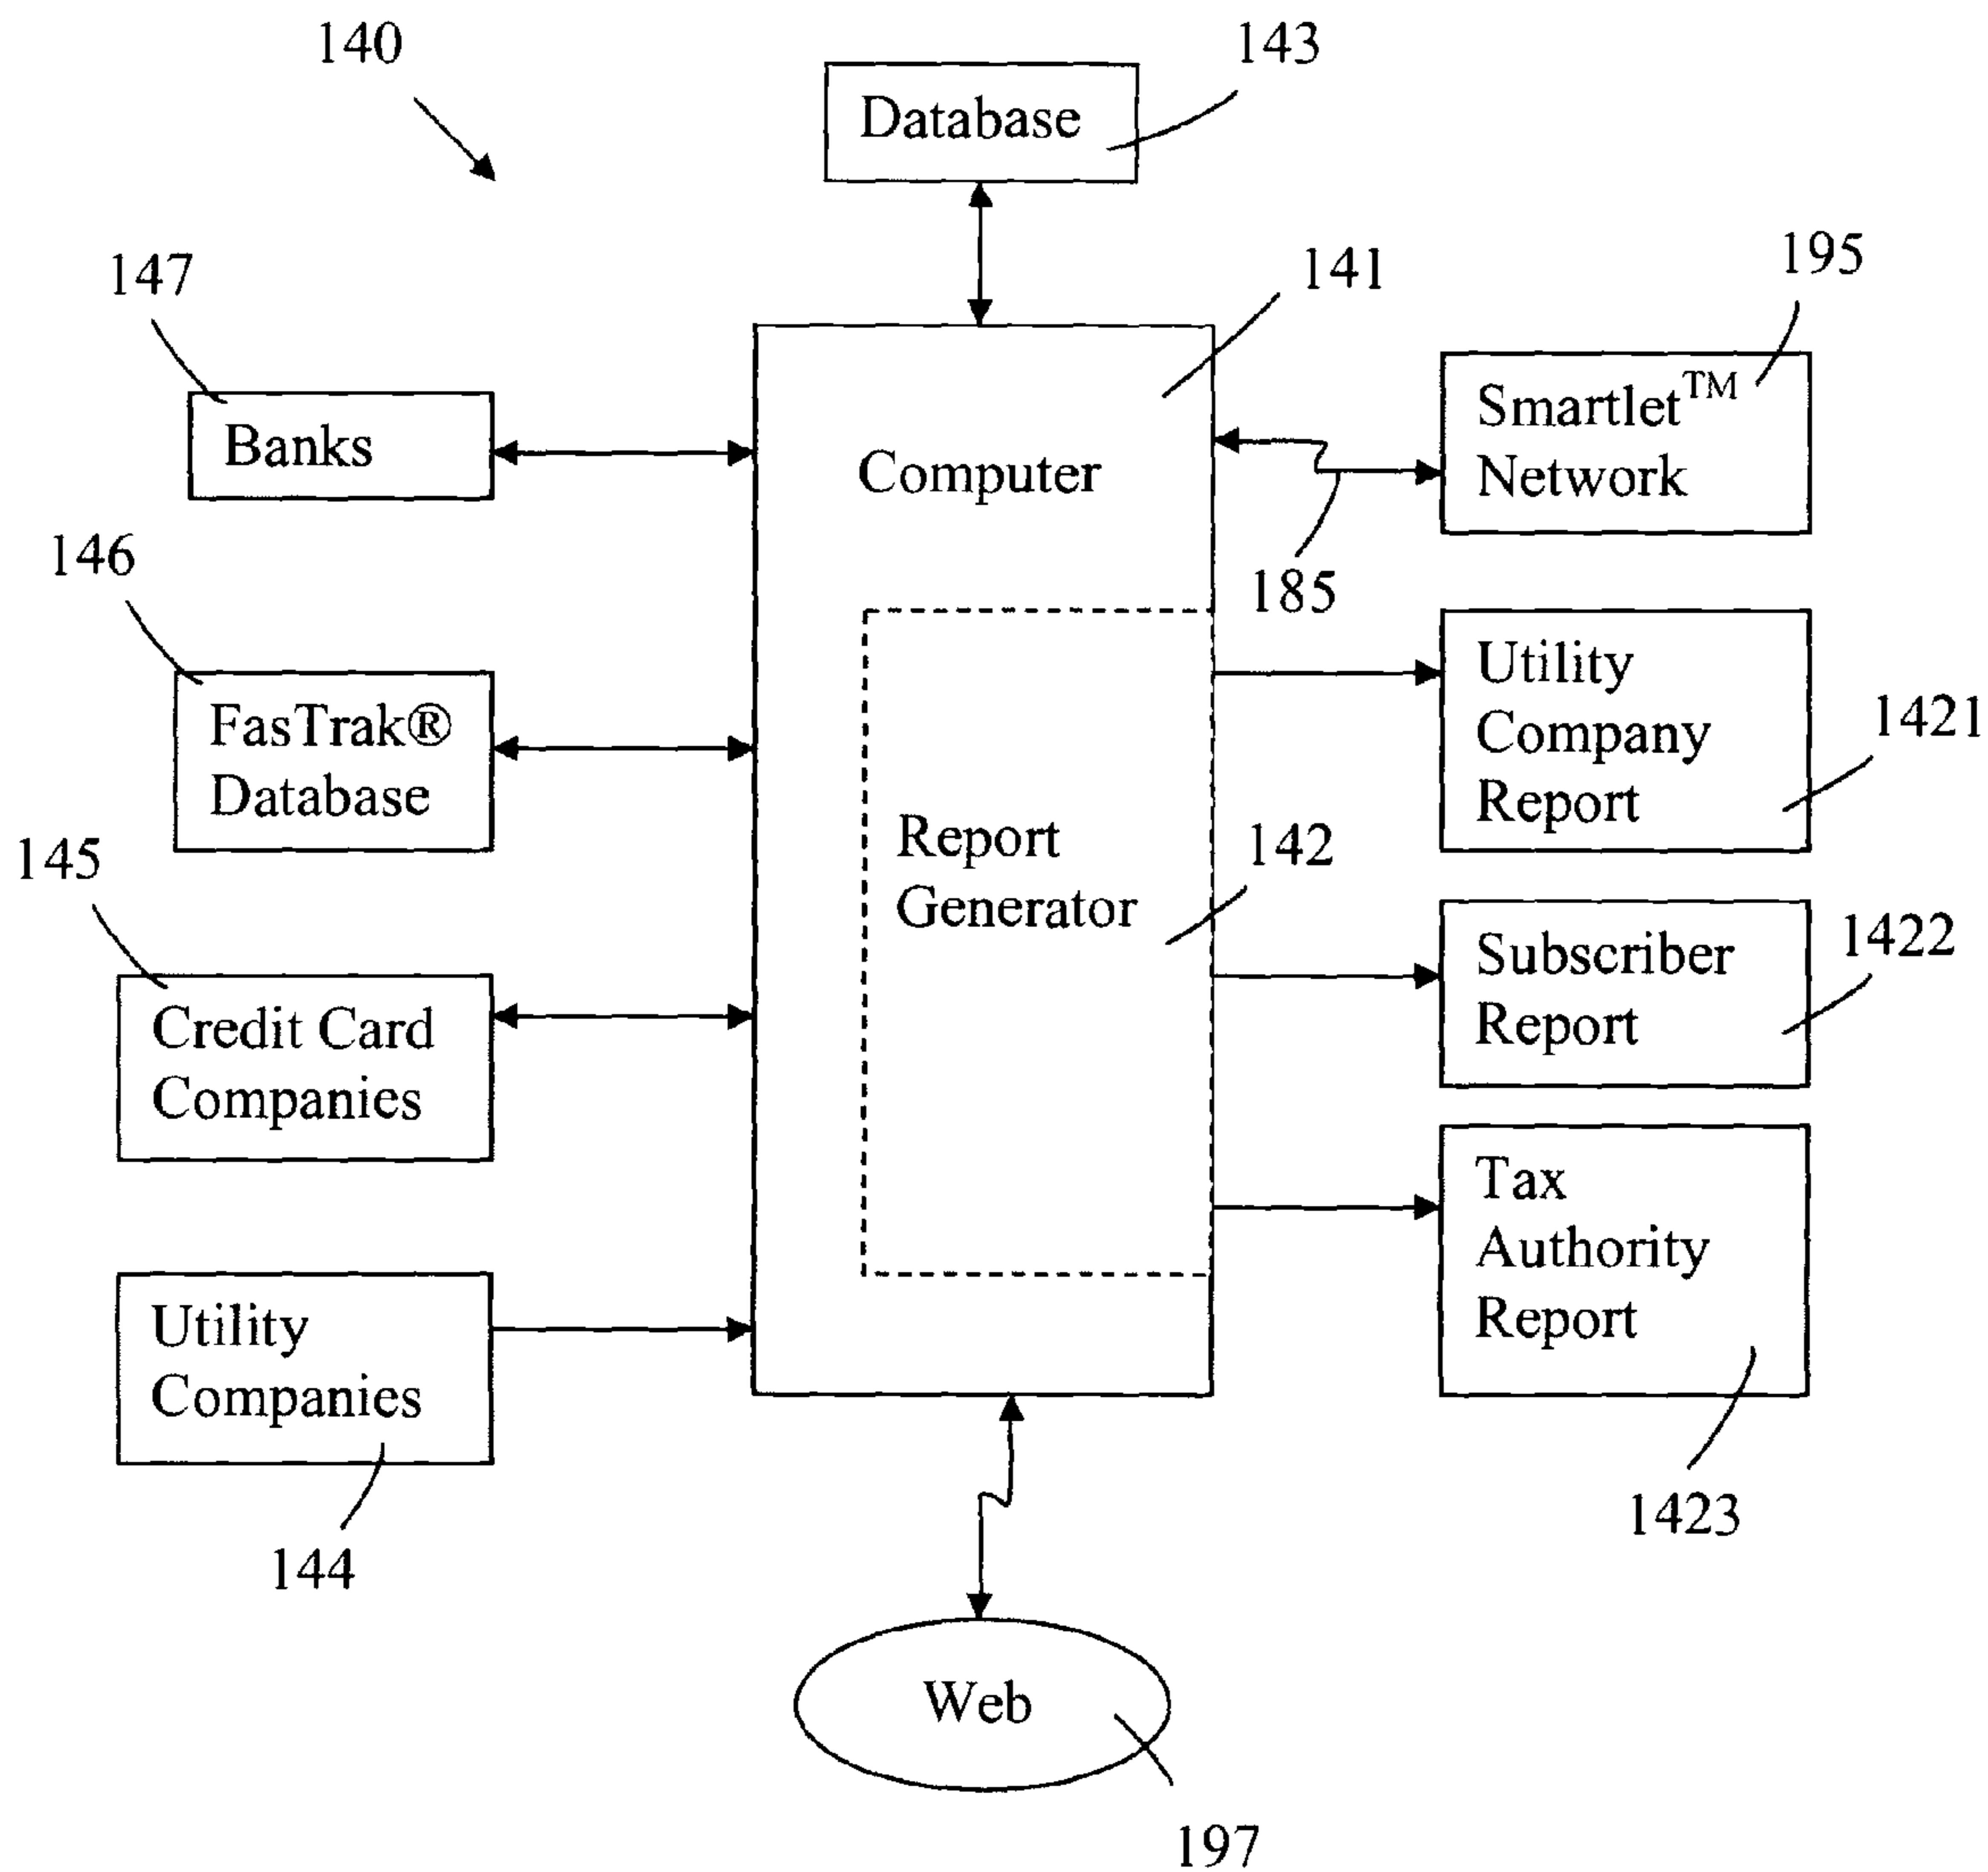 140
143
Database
147
141
195
Banks
Computer
Smartlet™
Network
146
185
FasTrak®
Database
Utility
Company
Report
1421
145
Report
Generator
142
Credit Card
Companies
Subscriber
Report
1422
Utility
Companies
Tax
Authority
Report
144
1423
Web
197